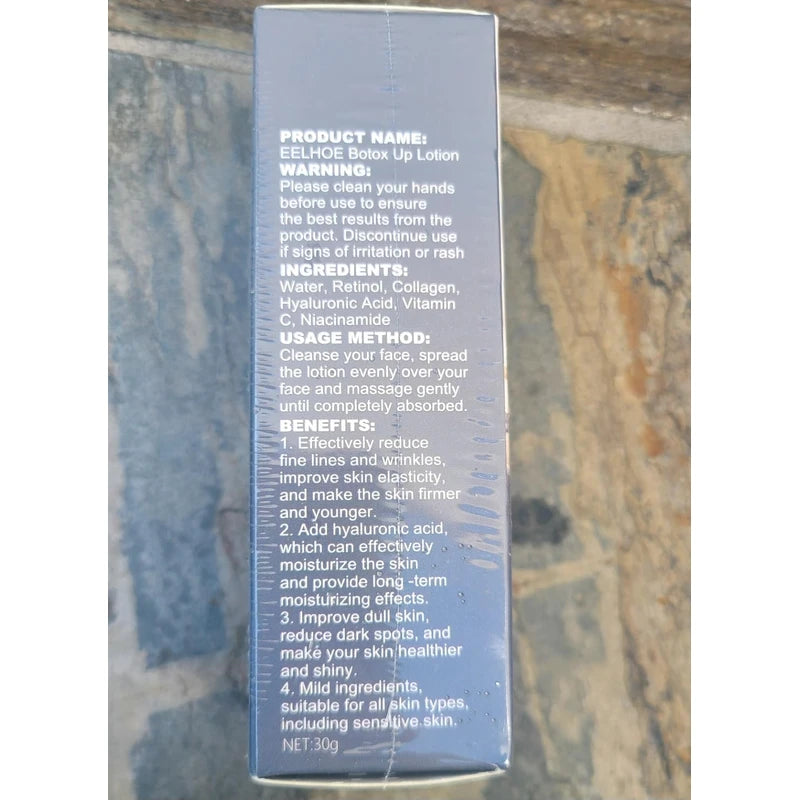 PRODUCT NAME:
EELHOE Botox Up Lotion
WARNING:
Please clean your hands
before use to ensure
the best results from the
product. Discontinue use
if signs of irritation or rash
INGREDIENTS:
Water, Retinol, Collagen,
Hyaluronic Acid, Vitamin
C, Niacinamide
USAGE METHOD:
Cleanse your face, spread
the lotion evenly over your
face and massage gently
until completely absorbed.
BENEFITS:
1. Effectively reduce
fine lines and wrinkles,
improve skin elasticity,
and make the skin firmer
and younger.
2. Add hyaluronic acid,
which can effectively
moisturize the skin
and provide long -term
moisturizing effects.
3. Improve dull skin,
reduce dark spots, and
make your skin healthier
and shiny.
4. Mild ingredients,
suitable for all skin types,
including sensitive skin.
NET:30g